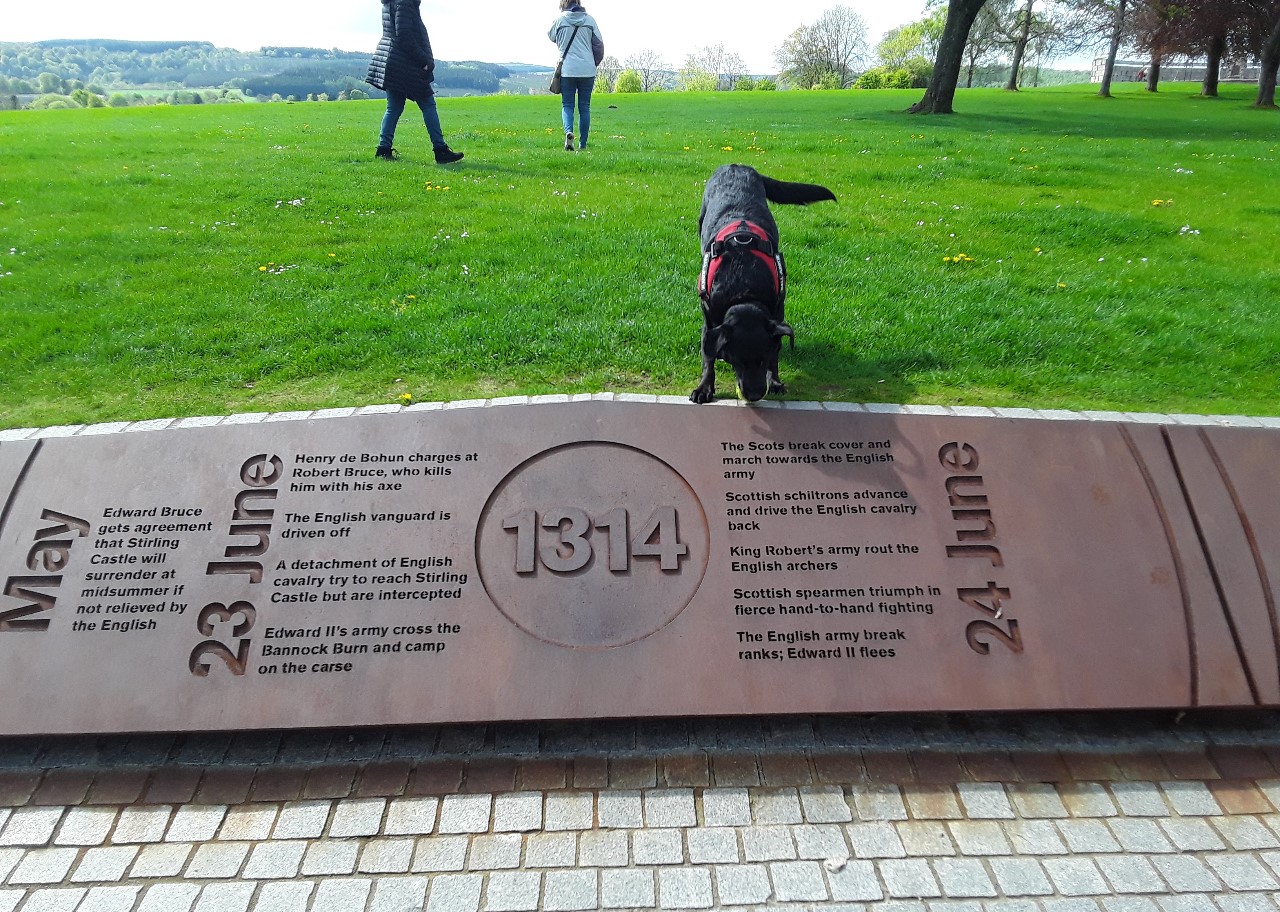 May
Edward Bruce
gets agreement
that Stirling
Castle will
surrender at
midsummer if
not relieved by
the English
23 June
Henry de Bohun charges at
Robert Bruce, who kills
him with his axe
The English vanguard is
driven off
A detachment of English
cavalry try to reach Stirling
Castle but are intercepted
Edward II's army cross the
Bannock Burn and camp
on the carse
1314
The Scots break cover and
march towards the English
army
Scottish schiltrons advance
and drive the English cavalry
back
King Robert's army rout the
English archers
Scottish spearmen triumph in
fierce hand-to-hand fighting
The English army break
ranks; Edward II flees
24 June